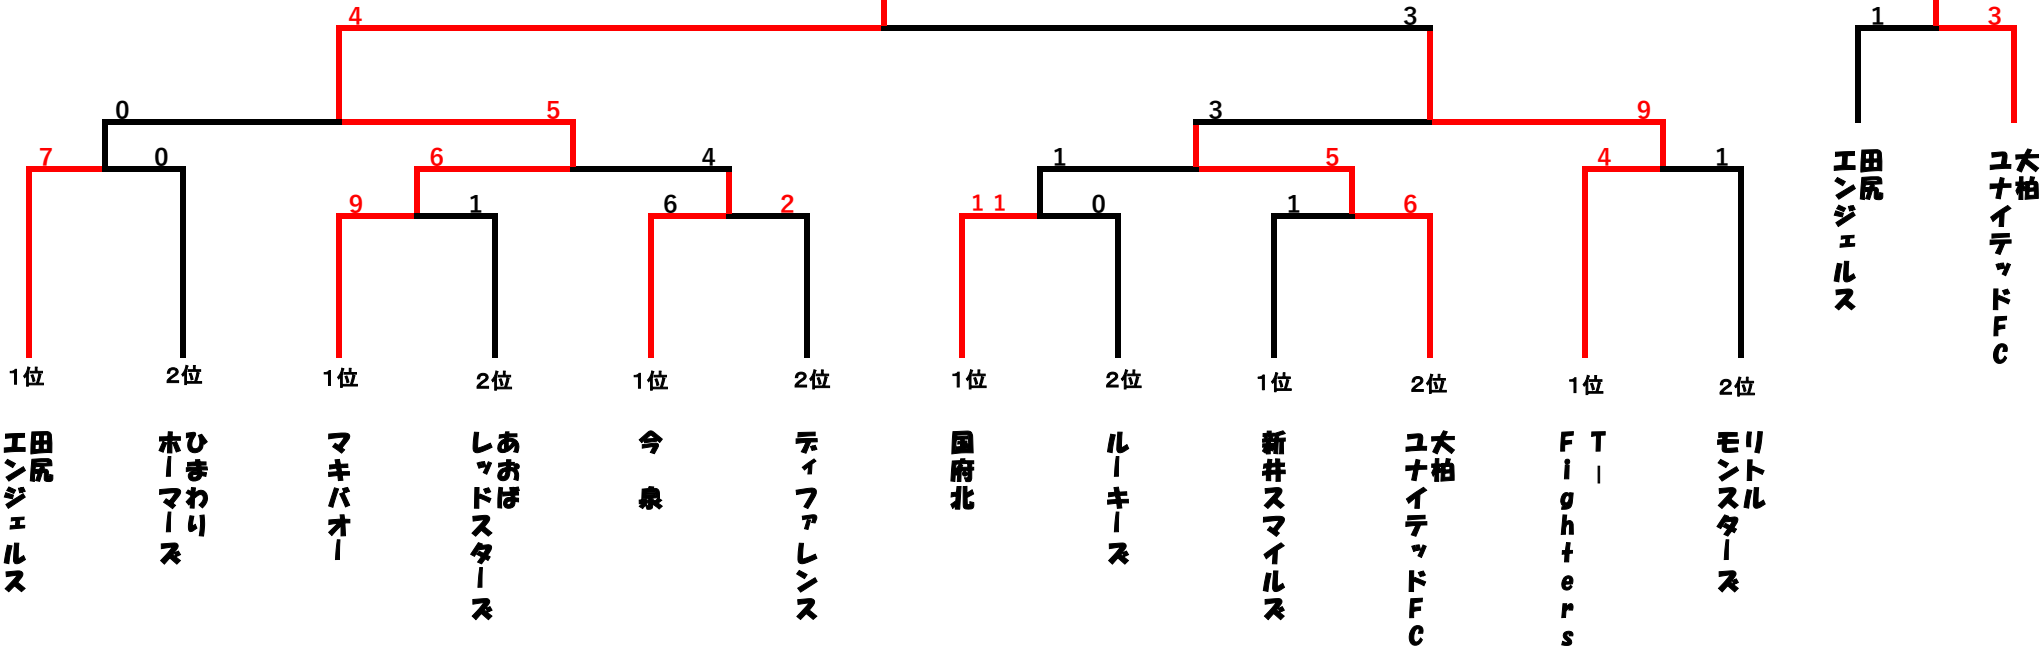 4
3
1
3
0
5
3
9
7
0
6
4
1
5
4
1
9
1
6
2
11
0
1
6
田尻
エンジェルス
大柏
ユナイテッドFC
1位
2位
1位
2位
1位
2位
1位
2位
1位
2位
1位
2位
田尻
エンジェルス
ひまわり
ホーマーズ
マキバオー
あおば
レッドスターズ
今泉
ディファレンス
国府北
ルーキーズ
新井スマイルズ
大柏
ユナイテッドFC
T－
Fighters
リトル
モンスターズ